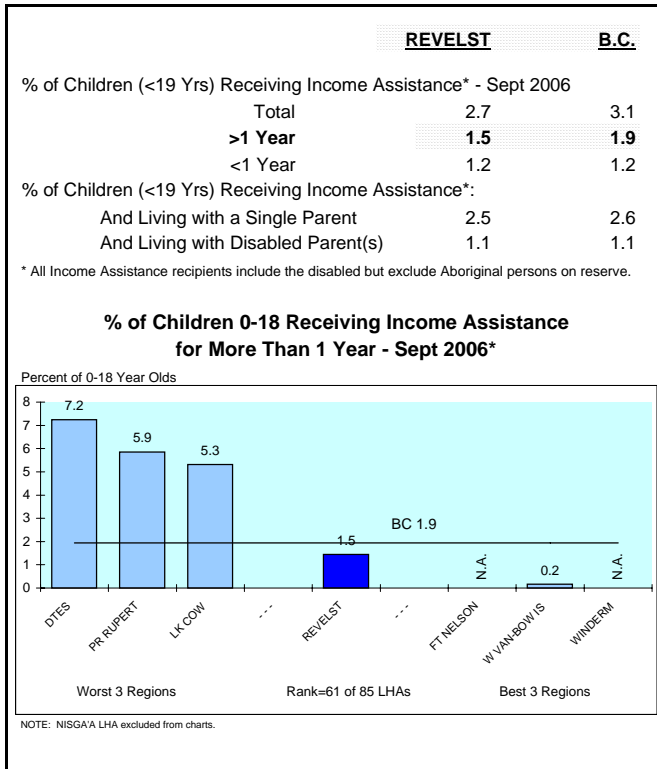 REVELST B.C.
% of Children (<19 Yrs) Receiving Income Assistance* - Sept 2006
Total 2.7 3.1
>1 Year 1.5 1.9
<1 Year 1.2 1.2
% of Children (<19 Yrs) Receiving Income Assistance*:
And Living with a Single Parent 2.5 2.6
And Living with Disabled Parent(s) 1.1 1.1
* All Income Assistance recipients include the disabled but exclude Aboriginal persons on reserve.
% of Children 0-18 Receiving Income Assistance
for More Than 1 Year - Sept 2006*
Percent of 0-18 Year Olds
8
7
6
5
4
3
2
1
0
7.2
5.9
5.3
BC 1.9
1.5
N.A.
0.2
N.A.
DTES
PR RUPERT
LK COW
- - -
REVELST
- - -
FT NELSON
W VAN-BOW IS
WINDERM
Worst 3 Regions Rank=61 of 85 LHAs Best 3 Regions
NOTE: NISGA'A LHA excluded from charts.